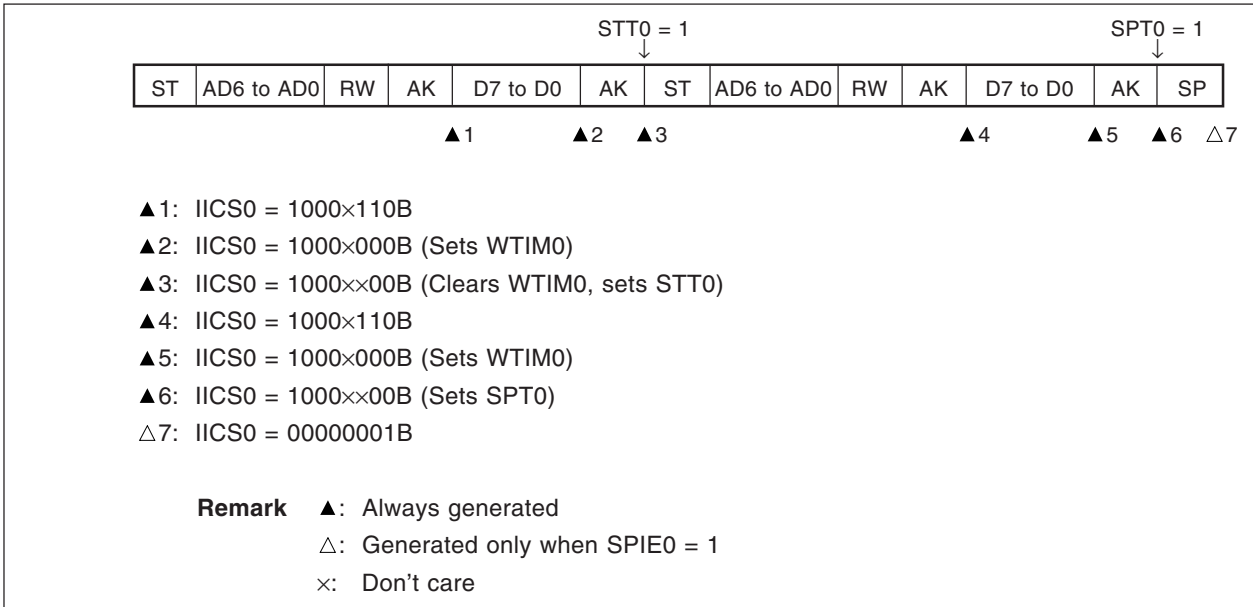 STT0 = 1 SPT0 = 1
↓ ↓
ST AD6 to AD0 RW AK D7 to D0 AK ST AD6 to AD0 RW AK D7 to D0 AK SP
▲1 ▲2 ▲3 ▲4 ▲5 ▲6 △7
▲1: IICS0 = 1000×110B
▲2: IICS0 = 1000×000B (Sets WTIM0)
▲3: IICS0 = 1000××00B (Clears WTIM0, sets STT0)
▲4: IICS0 = 1000×110B
▲5: IICS0 = 1000×000B (Sets WTIM0)
▲6: IICS0 = 1000××00B (Sets SPT0)
△7: IICS0 = 00000001B
Remark ▲: Always generated
△: Generated only when SPIE0 = 1
×: Don't care